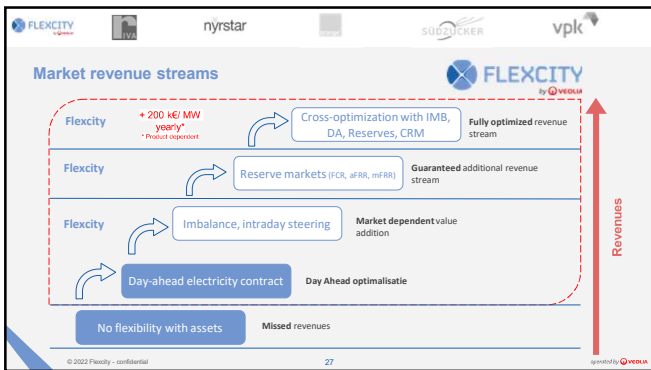 FLEXCITY
by VEOLIA
RIVA
nyrstar
SÜDZUCKER
vpk
Market revenue streams
FLEXCITY
by VEOLIA
Flexcity
+ 200 k€/ MW
yearly*
* Product dependent
Cross-optimization with IMB,
DA, Reserves, CRM
Fully optimized revenue
stream
Flexcity
Reserve markets (FCR, aFRR, mFRR)
Guaranteed additional revenue
stream
Flexcity
Imbalance, intraday steering
Market dependent value
addition
Revenues
Day-ahead electricity contract
Day Ahead optimalisatie
No flexibility with assets
Missed revenues
© 2022 Flexcity - confidential
27
operated by VEOLIA